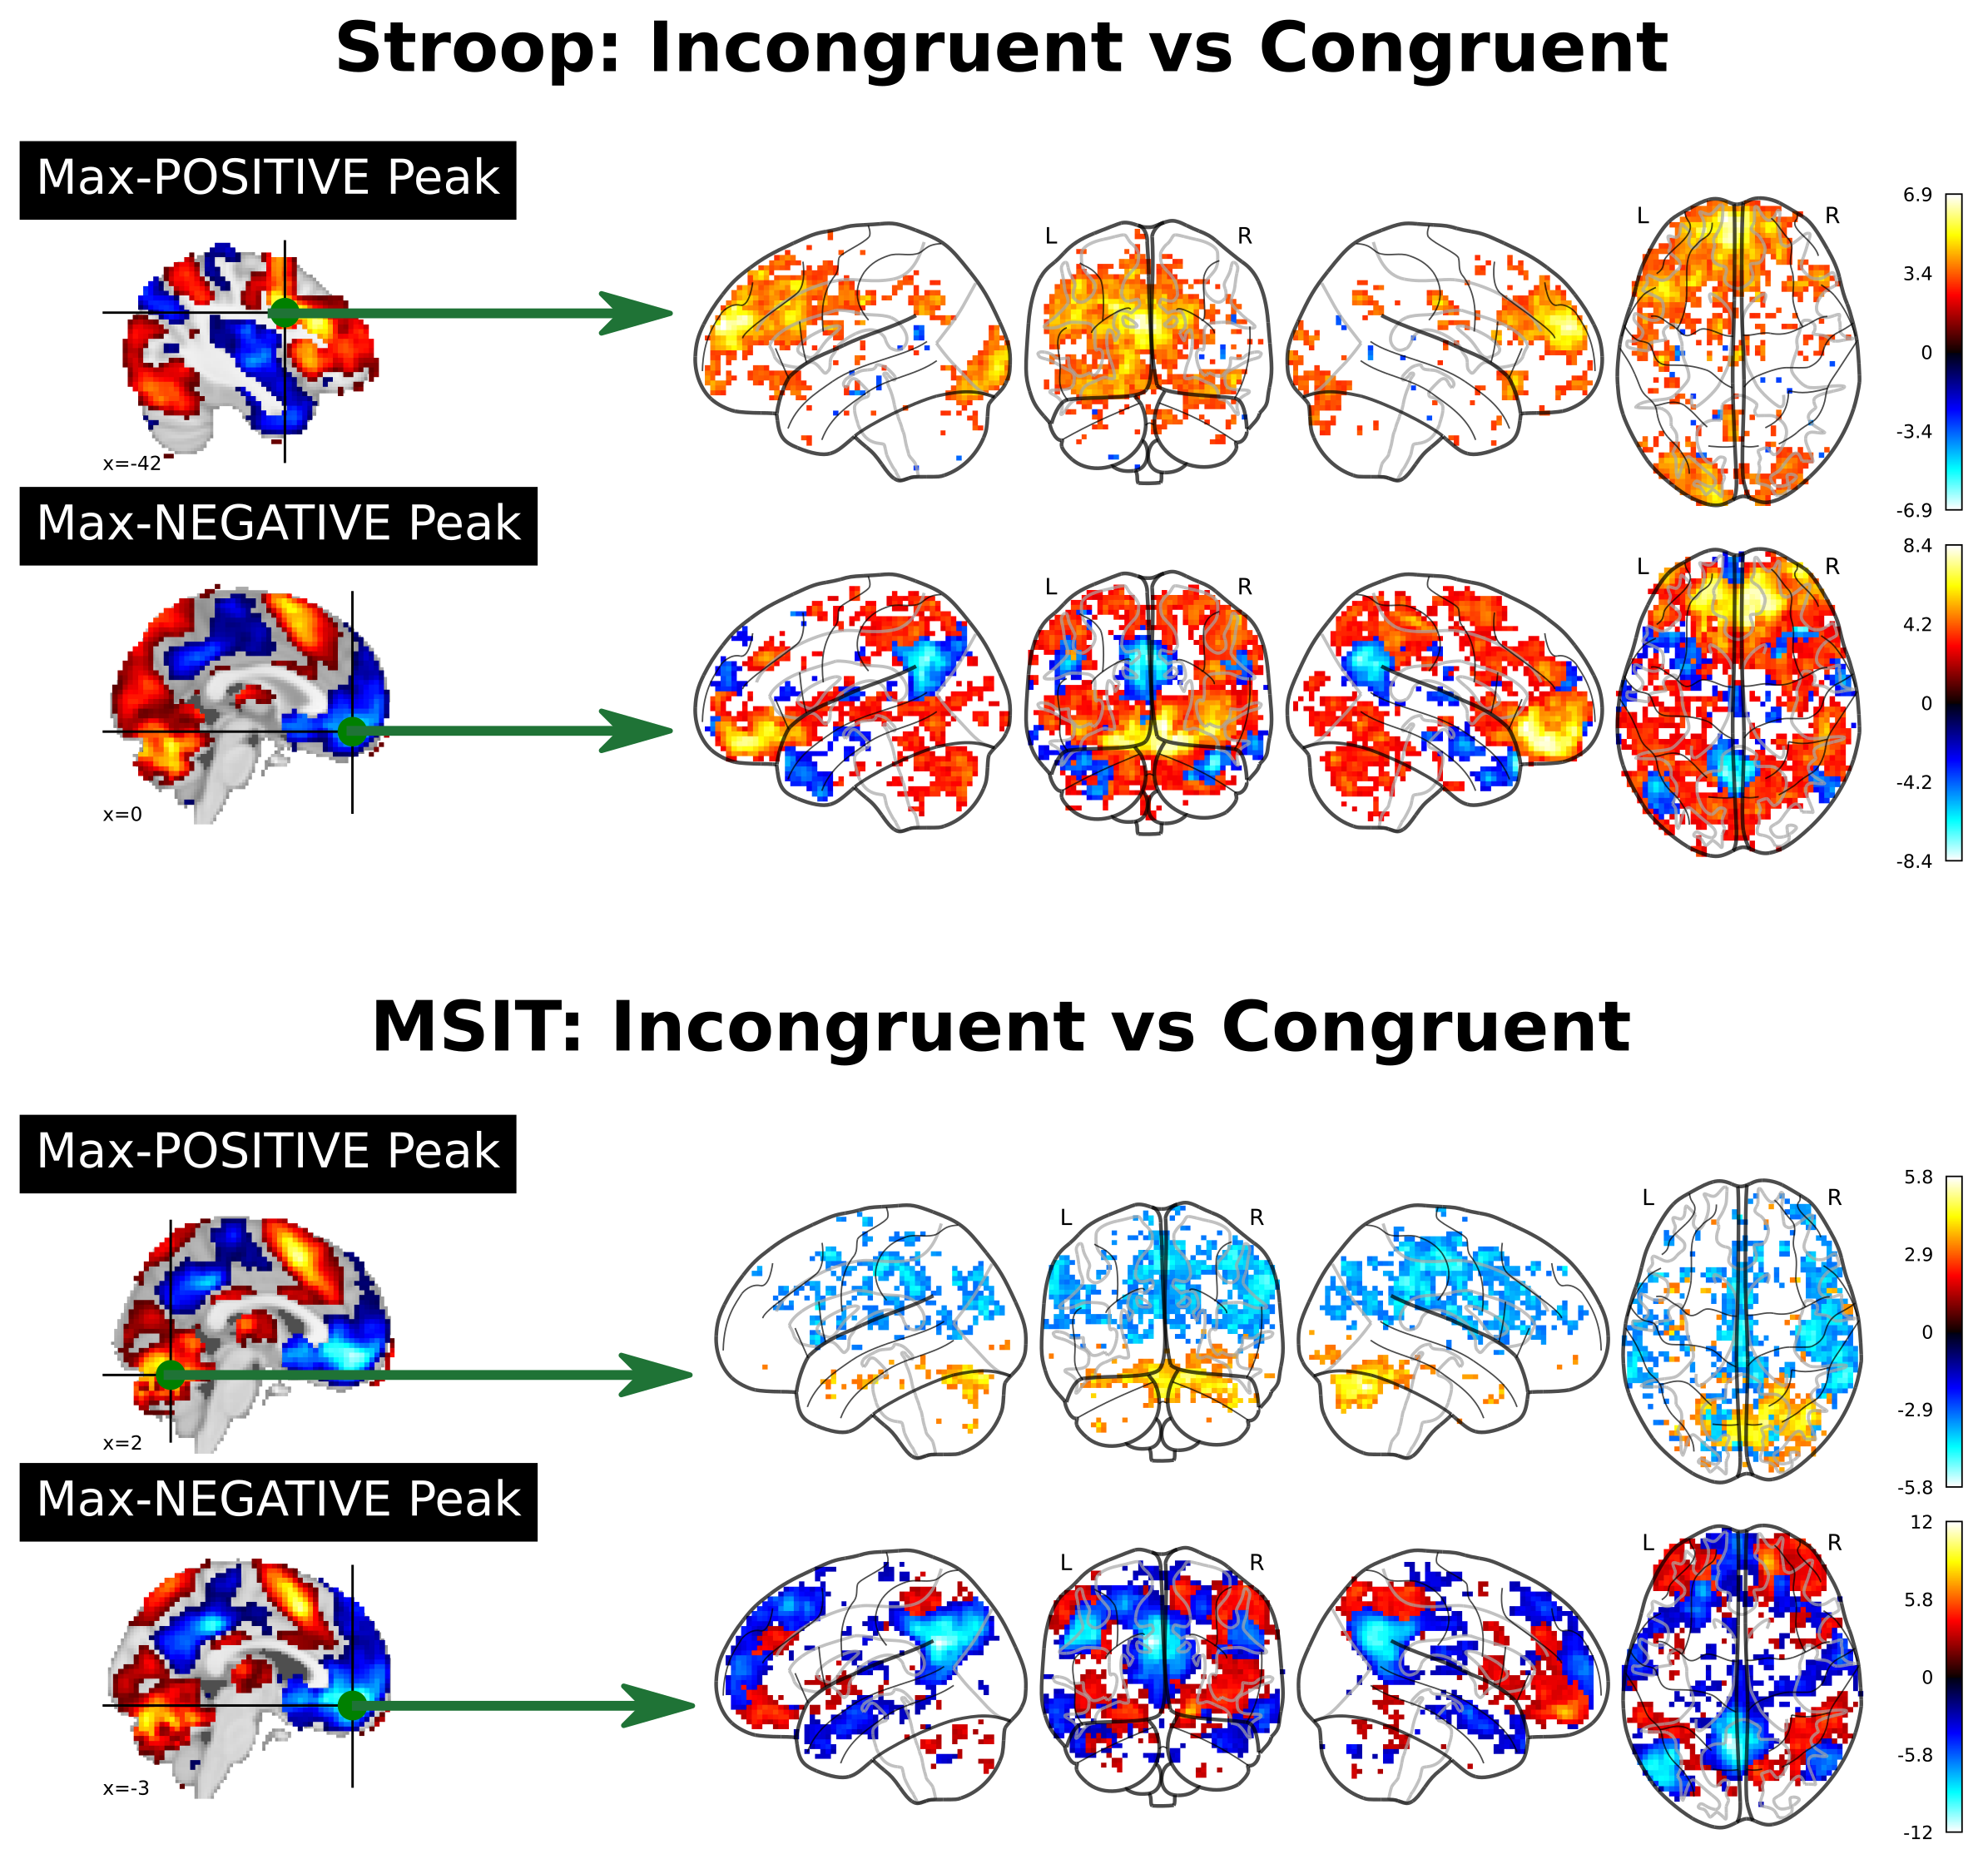 Stroop: Incongruent vs Congruent
Max-POSITIVE Peak
x=-42
L R
L R
6.9
3.4
0
-3.4
-6.9
Max-NEGATIVE Peak
x=0
L R
L R
8.4
4.2
0
-4.2
-8.4
MSIT: Incongruent vs Congruent
Max-POSITIVE Peak
x=2
L R
L R
5.8
2.9
0
-2.9
-5.8
Max-NEGATIVE Peak
x=-3
L R
L R
12
5.8
0
-5.8
-12